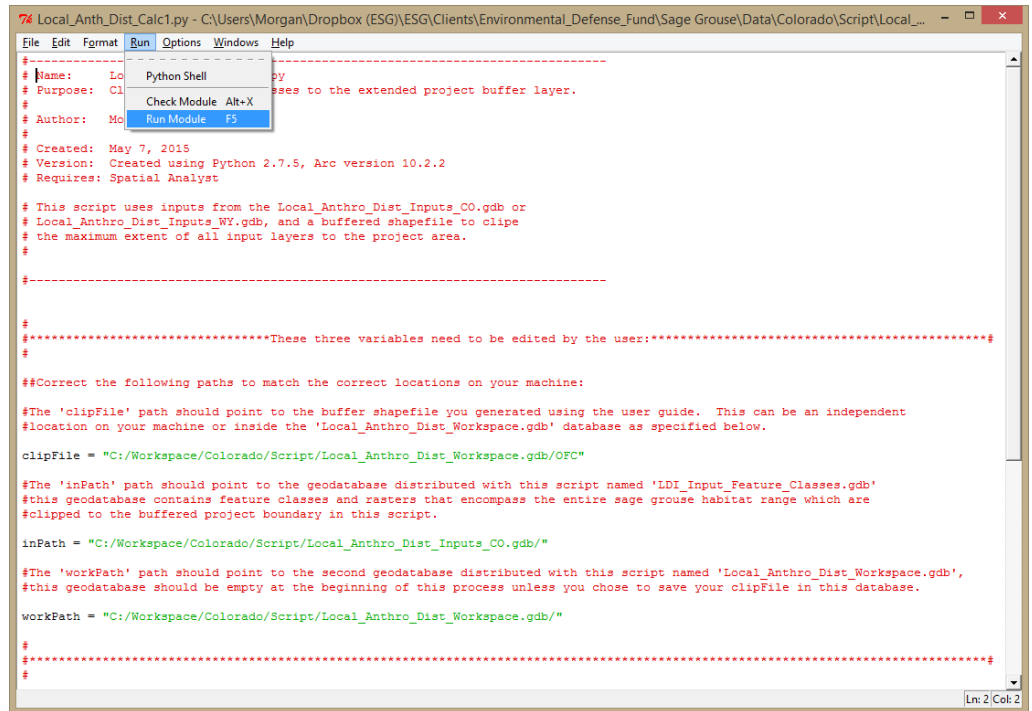 Local_Anth_Dist_Calc1.py - C:\Users\Morgan\Dropbox (ESG)\ESG\Clients\Environmental_Defense_Fund\Sage Grouse\Data\Colorado\Script\Local_...
File Edit Format Run Options Windows Help
#------------------------------------------------------------------------------
# Name: Lo py
# Purpose: Cl sses to the extended project buffer layer.
#
# Author: Mo
#
# Created: May 7, 2015
# Version: Created using Python 2.7.5, Arc version 10.2.2
# Requires: Spatial Analyst
Python Shell
Check Module Alt+X
Run Module F5
# This script uses inputs from the Local_Anthro_Dist_Inputs_CO.gdb or
# Local_Anthro_Dist_Inputs_WY.gdb, and a buffered shapefile to clipe
# the maximum extent of all input layers to the project area.
#
#------------------------------------------------------------------------------
#
#*********************************These three variables need to be edited by the user:**********************************************#
#
##Correct the following paths to match the correct locations on your machine:
#The 'clipFile' path should point to the buffer shapefile you generated using the user guide. This can be an independent
#location on your machine or inside the 'Local_Anthro_Dist_Workspace.gdb' database as specified below.
clipFile = "C:/Workspace/Colorado/Script/Local_Anthro_Dist_Workspace.gdb/OFC"
#The 'inPath' path should point to the geodatabase distributed with this script named 'LDI_Input_Feature_Classes.gdb'
#this geodatabase contains feature classes and rasters that encompass the entire sage grouse habitat range which are
#clipped to the buffered project boundary in this script.
inPath = "C:/Workspace/Colorado/Script/Local_Anthro_Dist_Inputs_CO.gdb/"
#The 'workPath' path should point to the second geodatabase distributed with this script named 'Local_Anthro_Dist_Workspace.gdb',
#this geodatabase should be empty at the beginning of this process unless you chose to save your clipFile in this database.
workPath = "C:/Workspace/Colorado/Script/Local_Anthro_Dist_Workspace.gdb/"
#
#***********************************************************************************************************************************#
#
Ln: 2 Col: 2